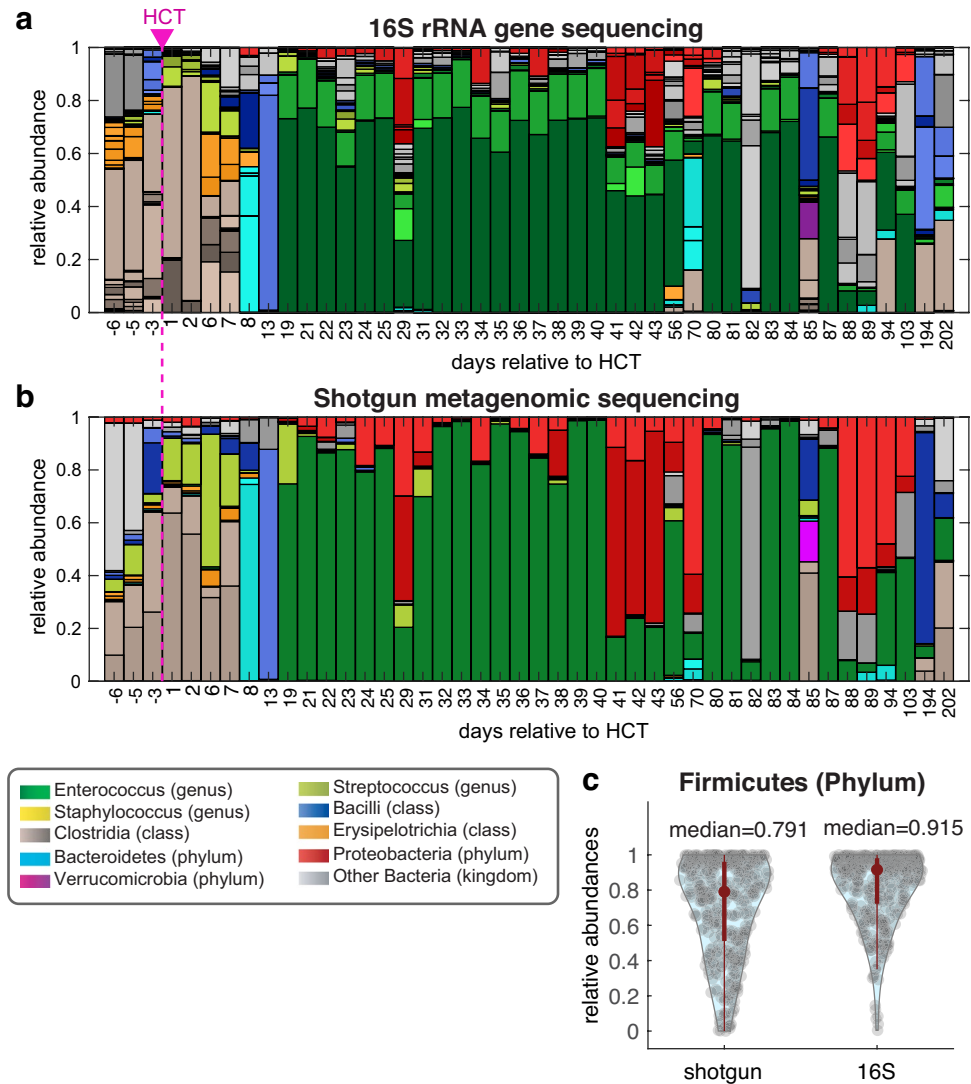 a
HCT
16S rRNA gene sequencing
relative abundance
1
0.8
0.6
0.4
0.2
0
-6 -5 -3 1 2 6 7 8 13 19 21 22 23 24 25 29 31 32 33 34 35 36 37 38 39 40 41 42 43 56 70 80 81 82 83 84 85 87 88 89 94 103 194 202
days relative to HCT
b
Shotgun metagenomic sequencing
relative abundance
1
0.8
0.6
0.4
0.2
0
-6 -5 -3 1 2 6 7 8 13 19 21 22 23 24 25 29 31 32 33 34 35 36 37 38 39 40 41 42 43 56 70 80 81 82 83 84 85 87 88 89 94 103 194 202
days relative to HCT
Enterococcus (genus)
Staphylococcus (genus)
Clostridia (class)
Bacteroidetes (phylum)
Verrucomicrobia (phylum)
Streptococcus (genus)
Bacilli (class)
Erysipelotrichia (class)
Proteobacteria (phylum)
Other Bacteria (kingdom)
c
Firmicutes (Phylum)
median=0.791
median=0.915
relative abundances
1
0.8
0.6
0.4
0.2
0
shotgun
16S